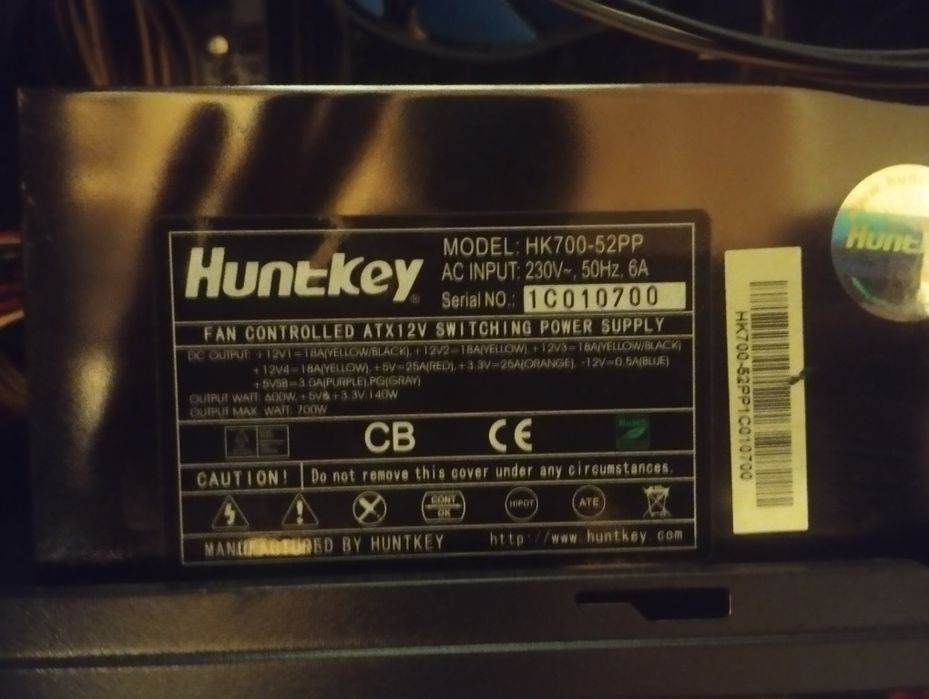 Huntkey
MODEL: HK700-52PP
AC INPUT: 230V~, 50Hz, 6A
Serial NO.: 1C010700
FAN CONTROLLED ATX12V SWITCHING POWER SUPPLY
DC OUTPUT: +12V1=18A(YELLOW/BLACK), +12V2=18A(YELLOW), +12V3=18A(YELLOW/BLACK)
+12V4=18A(YELLOW), +5V=25A(RED), +3.3V=25A(ORANGE), -12V=0.5A(BLUE)
+5VSB=3.0A(PURPLE),PG(GRAY)
OUTPUT WATT: 600W, +5V& +3.3V:140W
OUTPUT MAX. WATT: 700W
CB
CE
RoHS
CAUTION! Do not remove this cover under any circumstances.
CONT
OK
HIPOT
ATE
MANUFACTURED BY HUNTKEY http://www.huntkey.com
HK700-52PP1C010700
Hunt